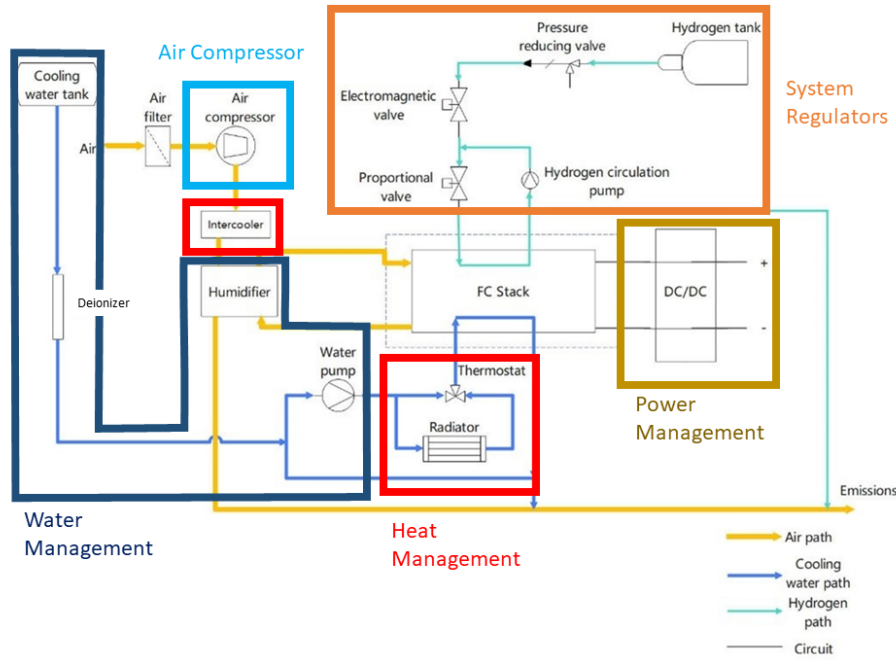 Air Compressor
Pressure
reducing valve
Hydrogen tank
System
Regulators
Cooling
water tank
Air
filter
Air
compressor
Electromagnetic
valve
Air
Proportional
valve
Hydrogen circulation
pump
Intercooler
Humidifier
FC Stack
DC/DC
+
-
Deionizer
Water
pump
Thermostat
Radiator
Power
Management
Water
Management
Heat
Management
Emissions
Air path
Cooling
water path
Hydrogen
path
Circuit